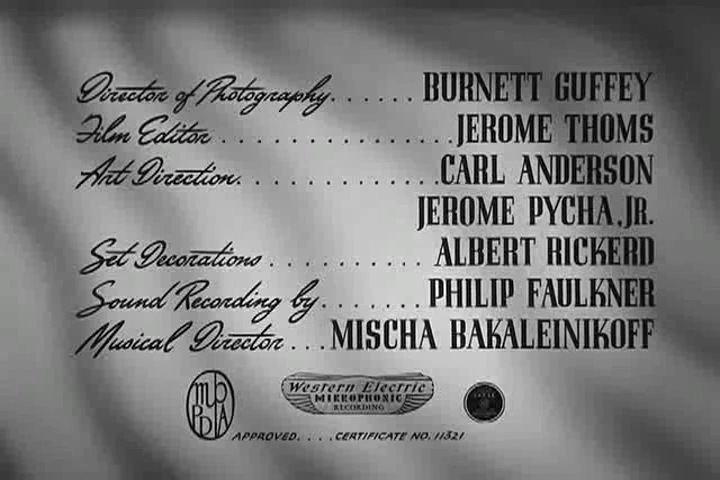 Director of Photography...... BURNETT GUFFEY
Film Editor................JEROME THOMS
Art Direction..............CARL ANDERSON
JEROME PYCHA, JR.
Set Decorations.......... ALBERT RICKERD
Sound Recording by....... PHILIP FAULKNER
Musical Director...MISCHA BAKALEINIKOFF
Western Electric
MIRROPHONIC
RECORDING
APPROVED.... CERTIFICATE NO. 11321